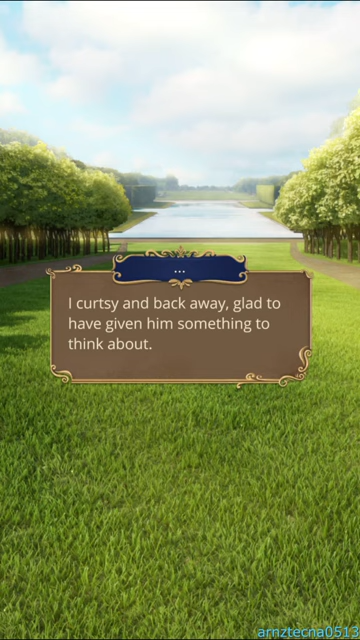 ...
I curtsy and back away, glad to
have given him something to
think about.
arnztecna0513